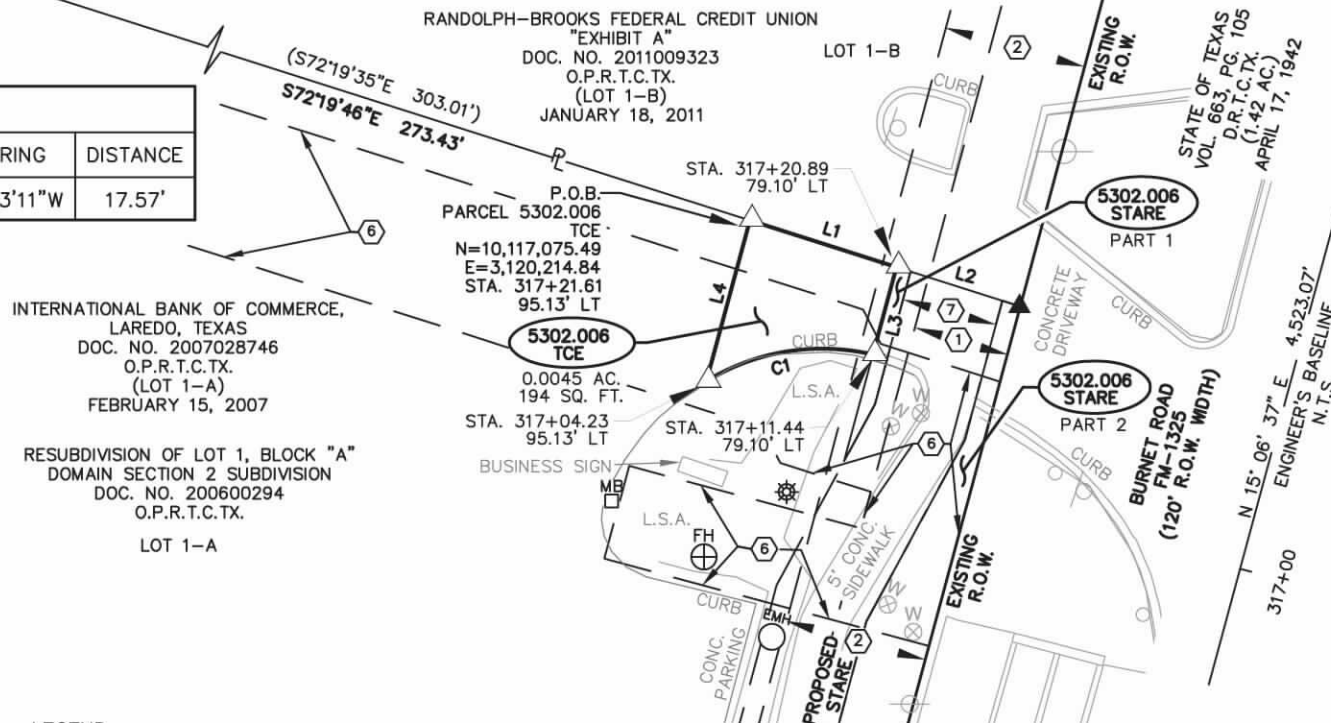 RANDOLPH-BROOKS FEDERAL CREDIT UNION
"EXHIBIT A"
DOC. NO. 2011009323
O.P.R.T.C.TX.
(LOT 1-B)
JANUARY 18, 2011
LOT 1-B
2
EXISTING
R.O.W.
STATE OF TEXAS
VOL. 663, PG. 105
D.R.T.C.TX.
(1.42 AC.)
APRIL 17, 1942
(S72°19'35"E 303.01')
S72°19'46"E 273.43'
PL
CURB
RING
DISTANCE
3'11"W
17.57'
6
STA. 317+20.89
79.10' LT
P.O.B.
PARCEL 5302.006
TCE
N=10,117,075.49
E=3,120,214.84
STA. 317+21.61
95.13' LT
5302.006
STARE
PART 1
L1
L2
L3
L4
7
1
CONCRETE
DRIVEWAY
CURB
INTERNATIONAL BANK OF COMMERCE,
LAREDO, TEXAS
DOC. NO. 2007028746
O.P.R.T.C.TX.
(LOT 1-A)
FEBRUARY 15, 2007
5302.006
TCE
0.0045 AC.
194 SQ. FT.
CURB
C1
STA. 317+04.23
95.13' LT
L.S.A.
STA. 317+11.44
79.10' LT
W
W
5302.006
STARE
PART 2
BURNET ROAD
FM-1325
(120' R.O.W. WIDTH)
N 15° 06' 37" E 4,523.07'
ENGINEER'S BASELINE
N.T.S.
317+00
RESUBDIVISION OF LOT 1, BLOCK "A"
DOMAIN SECTION 2 SUBDIVISION
DOC. NO. 200600294
O.P.R.T.C.TX.
LOT 1-A
BUSINESS SIGN
MB
6
CURB
L.S.A.
FH
6
5' CONC.
SIDEWALK
EXISTING
R.O.W.
CURB
W
W
EMH
2
CONC.
PARKING
PROPOSED
STARE